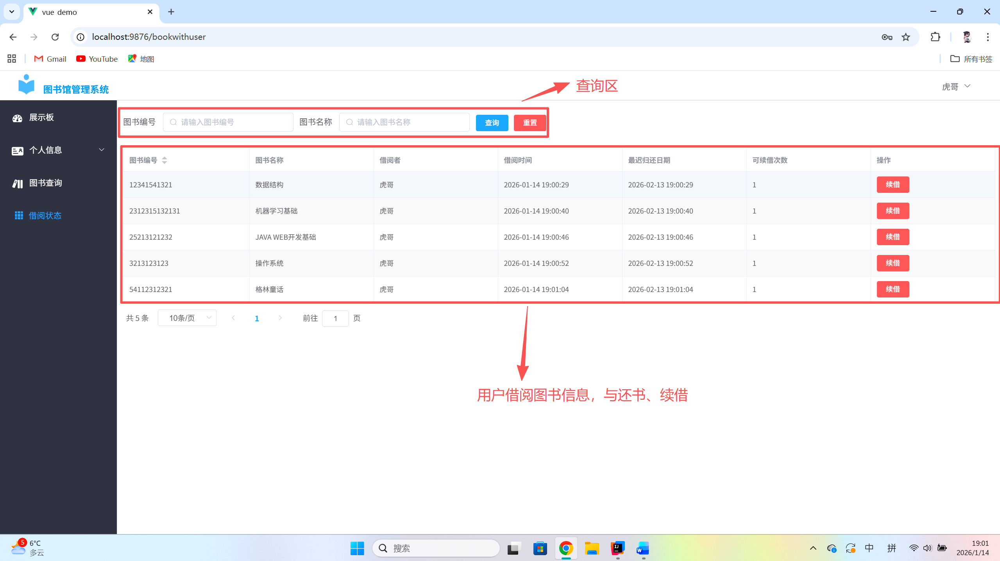 vue demo
localhost:9876/bookwithuser
Gmail YouTube 地图 所有书签
图书馆管理系统
查询区
虎哥
展示板
个人信息
图书查询
借阅状态
图书编号 请输入图书编号 图书名称 请输入图书名称 查询 重置
图书编号 图书名称 借阅者 借阅时间 最迟归还日期 可续借次数 操作
12341541321 数据结构 虎哥 2026-01-14 19:00:29 2026-02-13 19:00:29 1 续借
2312315132131 机器学习基础 虎哥 2026-01-14 19:00:40 2026-02-13 19:00:40 1 续借
25213121232 JAVA WEB开发基础 虎哥 2026-01-14 19:00:46 2026-02-13 19:00:46 1 续借
3213123123 操作系统 虎哥 2026-01-14 19:00:52 2026-02-13 19:00:52 1 续借
54112312321 格林童话 虎哥 2026-01-14 19:01:04 2026-02-13 19:01:04 1 续借
共 5 条 10条/页 1 前往 1 页
用户借阅图书信息，与还书、续借
5 6°C
多云
搜索
中 拼
19:01
2026/1/14